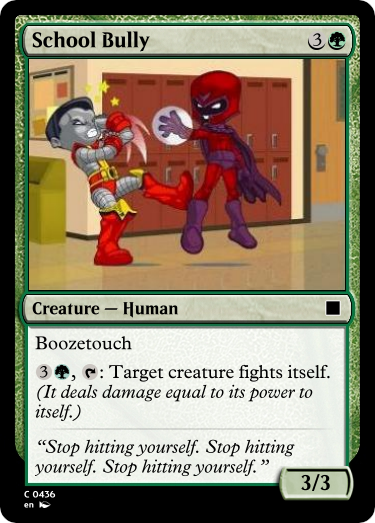 School Bully 3
Creature — Human
Boozetouch
3, : Target creature fights itself.
(It deals damage equal to its power to
itself.)
“Stop hitting yourself. Stop hitting
yourself. Stop hitting yourself.”
3/3
C 0436
en